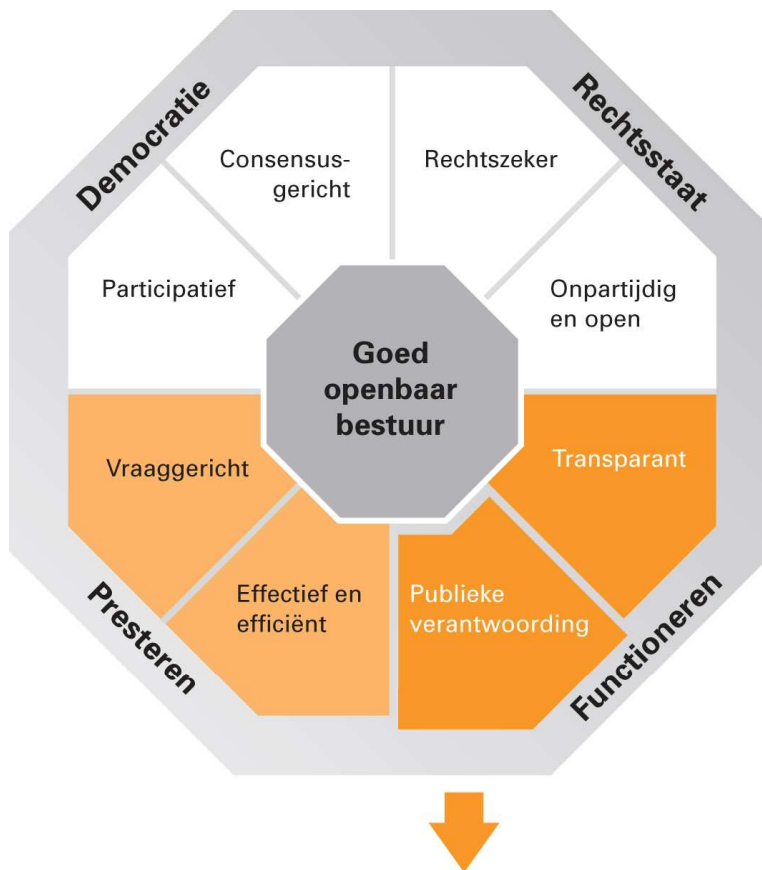 Democratie
Rechtsstaat
Consensus-
gericht
Rechtszeker
Participatief
Onpartijdig
en open
Goed
openbaar
bestuur
Vraaggericht
Transparant
Effectief en
efficiënt
Publieke
verantwoording
Presteren
Functioneren